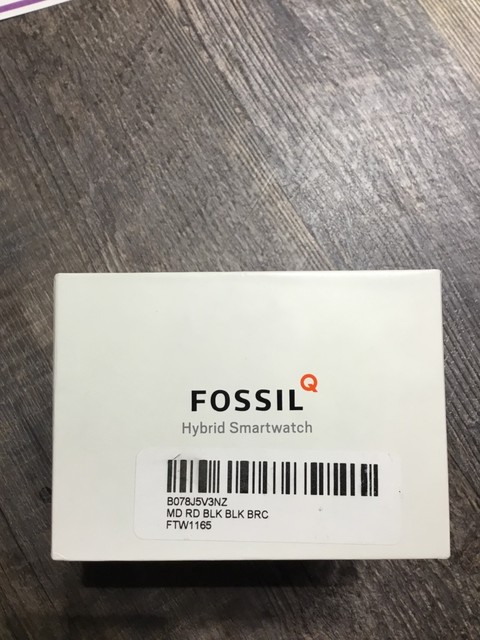 FOSSIL Q
Hybrid Smartwatch
B078J5V3NZ
MD RD BLK BLK BRC
FTW1165